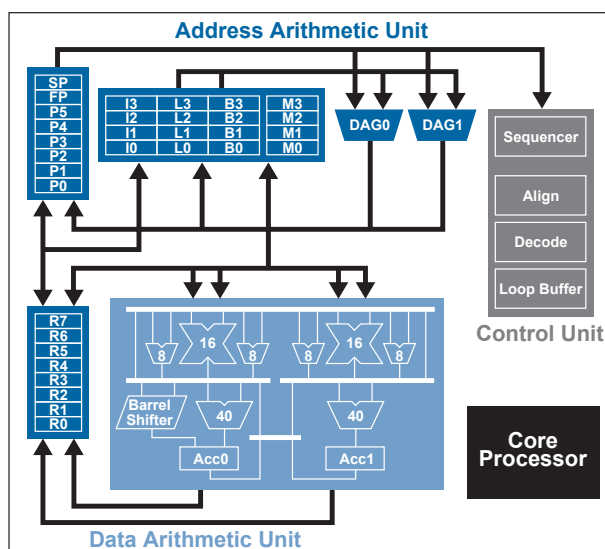 Address Arithmetic Unit
SP
FP
P5
P4
P3
P2
P1
P0
I3 L3 B3 M3
I2 L2 B2 M2
I1 L1 B1 M1
I0 L0 B0 M0
DAG0 DAG1
Sequencer
Align
Decode
Loop Buffer
Control Unit
R7
R6
R5
R4
R3
R2
R1
R0
8 16 8 8 16 8
Barrel
Shifter
40 40
Acc0 Acc1
Core
Processor
Data Arithmetic Unit